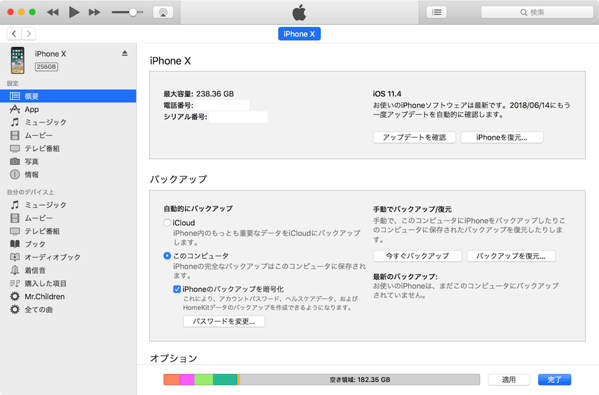 検索
iPhone X
iPhone X
256GB
設定
概要
App
ミュージック
ムービー
テレビ番組
写真
情報
自分のデバイス上
ミュージック
ムービー
テレビ番組
ブック
オーディオブック
着信音
購入した項目
Mr.Children
全ての曲
iPhone X
最大容量: 238.36 GB
電話番号:
シリアル番号:
iOS 11.4
お使いのiPhoneソフトウェアは最新です。2018/06/14にもう
一度アップデートを自動的に確認します。
アップデートを確認
iPhoneを復元...
バックアップ
自動的にバックアップ
iCloud
iPhone内のもっとも重要なデータをiCloudにバックアップ
します。
このコンピュータ
iPhoneの完全なバックアップはこのコンピュータに保存されま
す。
iPhoneのバックアップを暗号化
これにより、アカウントパスワード、ヘルスケアデータ、および
HomeKitデータのバックアップを作成できるようになります。
パスワードを変更...
手動でバックアップ/復元
手動で、このコンピュータにiPhoneをバックアップしたりこ
のコンピュータに保存されたバックアップを復元したりしま
す。
今すぐバックアップ
バックアップを復元...
最新のバックアップ:
お使いのiPhoneは、まだこのコンピュータにバックアップ
されていません。
オプション
空き領域: 182.35 GB
適用
完了